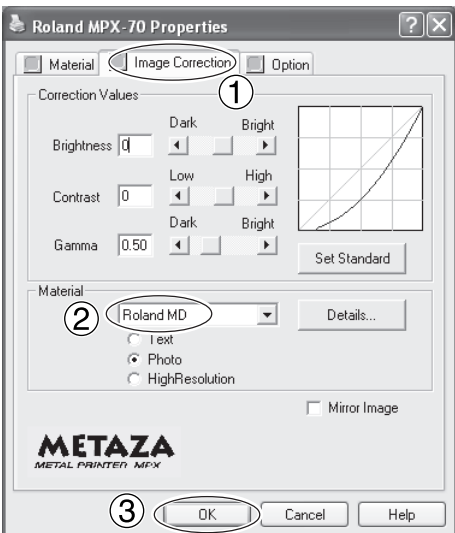 Roland MPX-70 Properties
Material Image Correction Option
1
Correction Values
Dark Bright
Brightness 0
Low High
Contrast 0
Dark Bright
Gamma 0.50
Set Standard
Material
2 Roland MD Details...
Text
Photo
HighResolution
Mirror Image
METAZA
METAL PRINTER MPX
3 OK Cancel Help